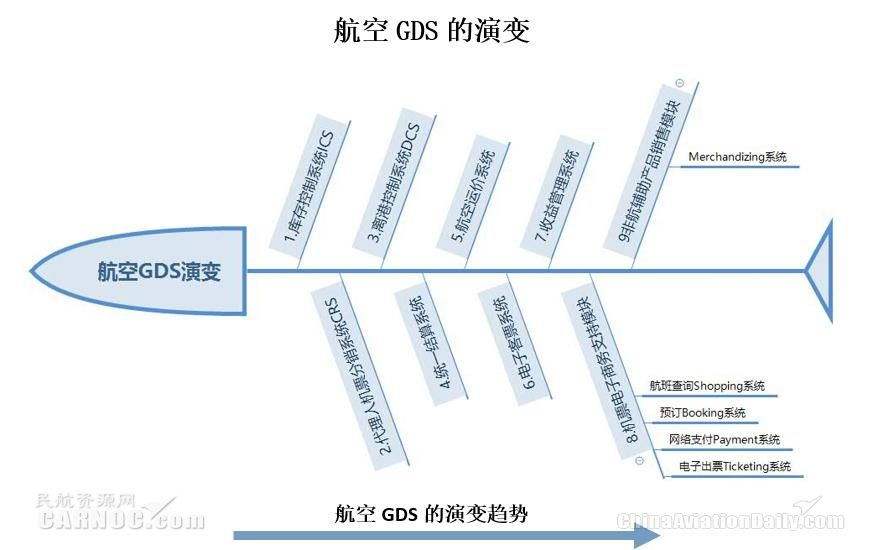 航空 GDS 的演变
航空GDS演变
1.库存控制系统ICS
2.代理人机票分销系统CRS
3.离港控制系统DCS
4.统一结算系统
5.航空运价系统
6.电子客票系统
7.收益管理系统
8.机票电子商务支持模块
航班查询Shopping系统
预订Booking系统
网络支付Payment系统
电子出票Ticketing系统
9非航辅助产品销售模块
Merchandizing系统
航空 GDS 的演变趋势
民航资源网
CARNOC.com
ChinaAviationDaily.com